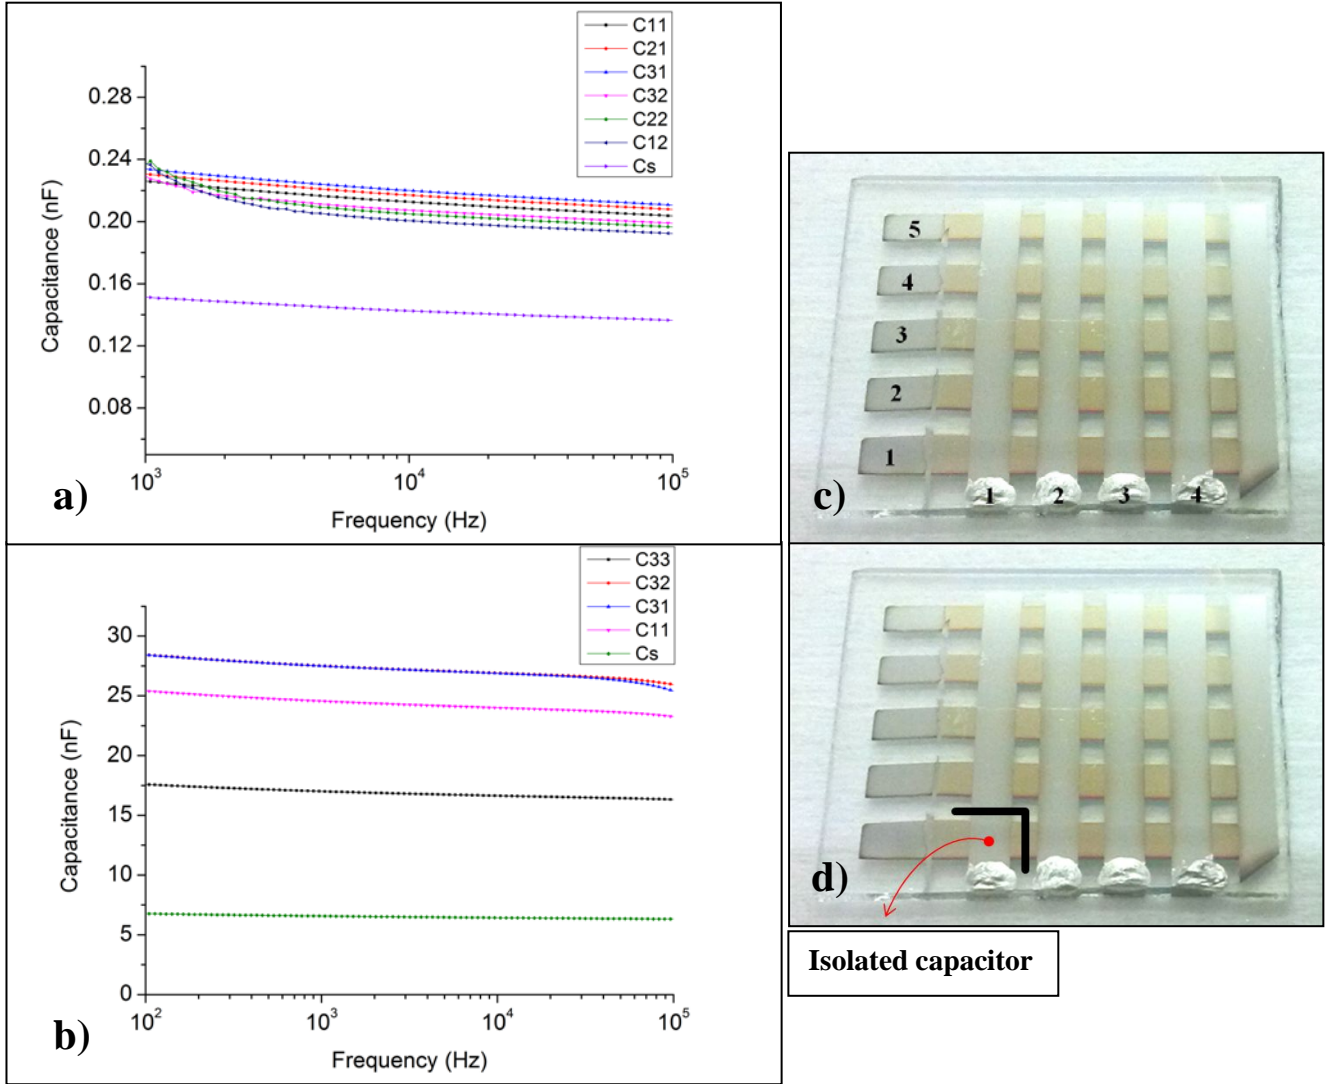 C11
C21
C31
C32
C22
C12
Cs
0.28
0.24
0.20
0.16
0.12
0.08
Capacitance (nF)
10³
10⁴
10⁵
Frequency (Hz)
a)
C33
C32
C31
C11
Cs
30
25
20
15
10
5
0
Capacitance (nF)
10²
10³
10⁴
10⁵
Frequency (Hz)
b)
5
4
3
2
1
1 2 3 4
c)
d)
Isolated capacitor